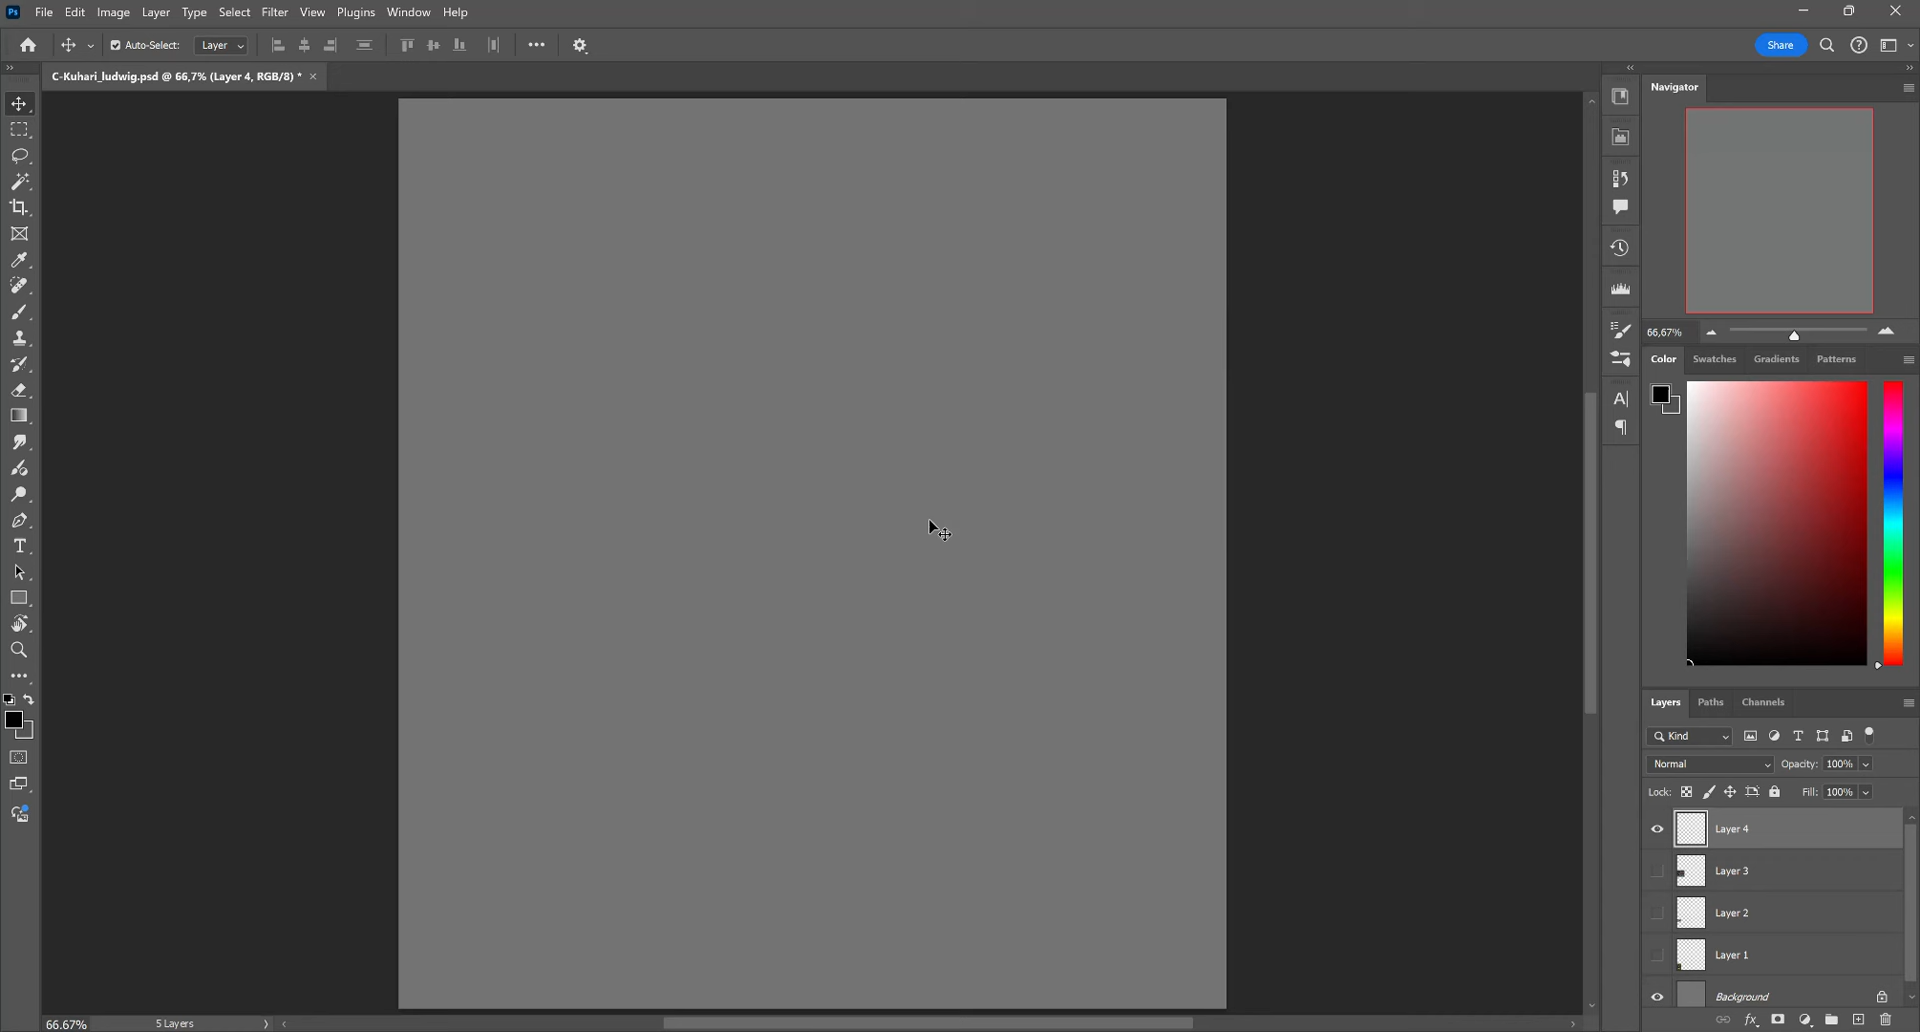 Ps File Edit Image Layer Type Select Filter View Plugins Window Help
Auto-Select: Layer Share
C-Kuhari_ludwig.psd @ 66,7% (Layer 4, RGB/8) *
Navigator
66,67%
Color Swatches Gradients Patterns
Layers Paths Channels
Kind
Normal Opacity: 100%
Lock: Fill: 100%
Layer 4
Layer 3
Layer 2
Layer 1
Background
66.67% 5 Layers